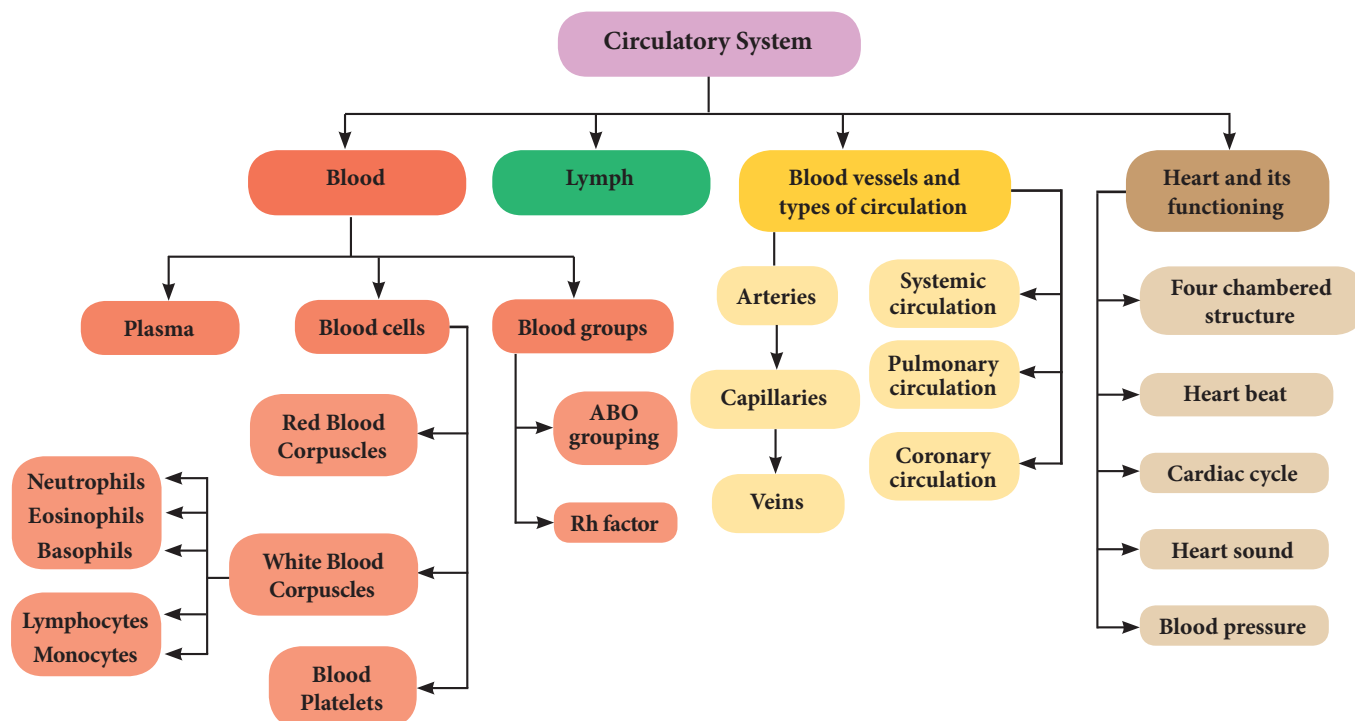 Circulatory System
Blood
Lymph
Blood vessels and
types of circulation
Heart and its
functioning
Plasma
Blood cells
Blood groups
Red Blood
Corpuscles
White Blood
Corpuscles
Blood
Platelets
Neutrophils
Eosinophils
Basophils
Lymphocytes
Monocytes
ABO
grouping
Rh factor
Arteries
Capillaries
Veins
Systemic
circulation
Pulmonary
circulation
Coronary
circulation
Four chambered
structure
Heart beat
Cardiac cycle
Heart sound
Blood pressure